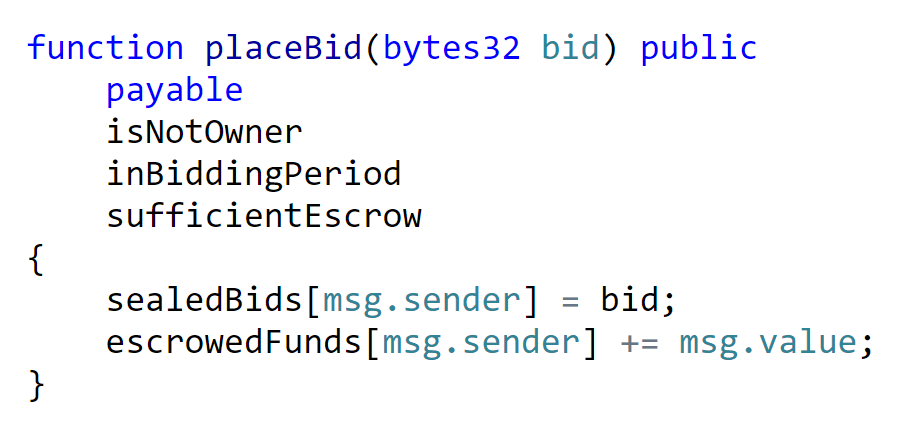 function placeBid(bytes32 bid) public
    payable
    isNotOwner
    inBiddingPeriod
    sufficientEscrow
{
    sealedBids[msg.sender] = bid;
    escrowedFunds[msg.sender] += msg.value;
}